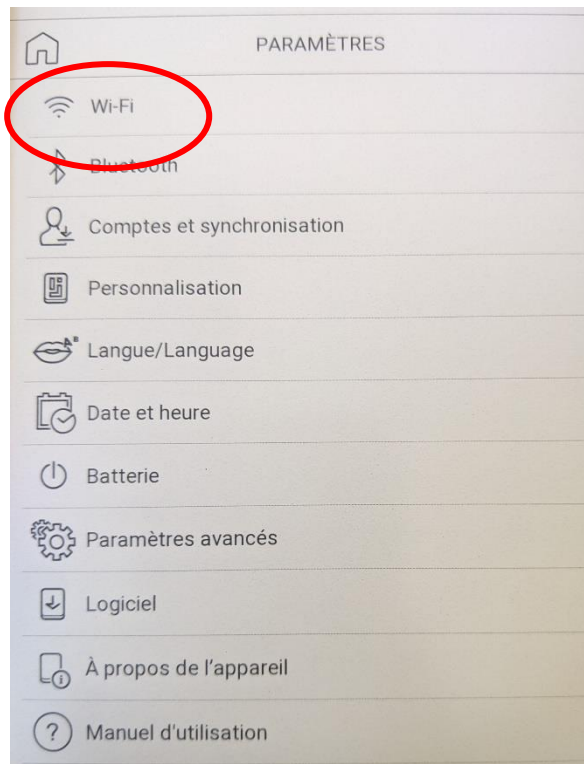 PARAMÈTRES
Wi-Fi
Bluetooth
Comptes et synchronisation
Personnalisation
Langue/Language
Date et heure
Batterie
Paramètres avancés
Logiciel
À propos de l'appareil
Manuel d'utilisation